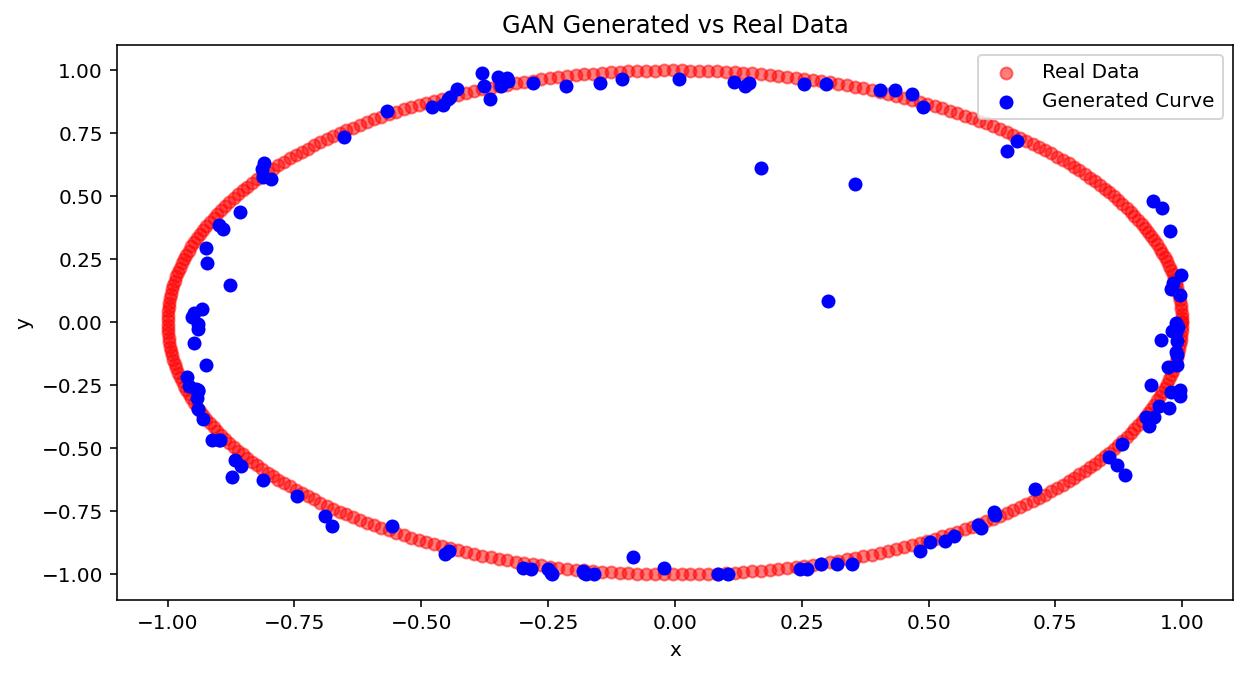 GAN Generated vs Real Data
Real Data
Generated Curve
1.00
0.75
0.50
0.25
0.00
−0.25
−0.50
−0.75
−1.00
y
−1.00 −0.75 −0.50 −0.25 0.00 0.25 0.50 0.75 1.00
x